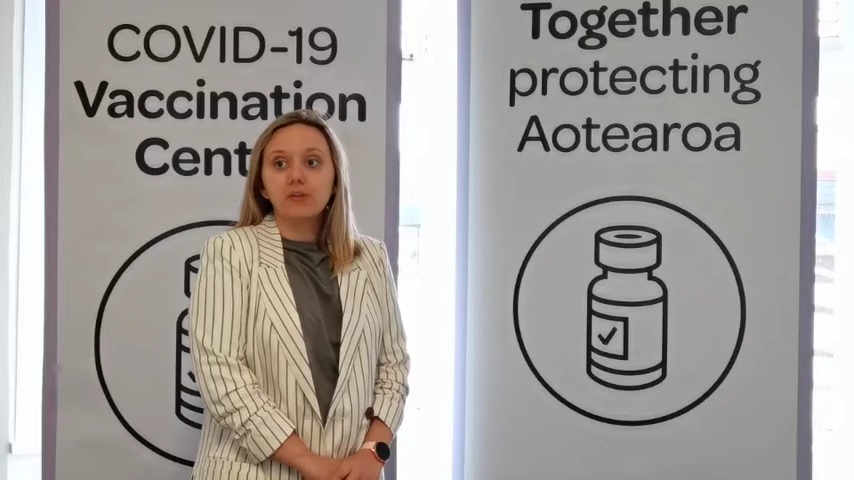 COVID-19
Vaccination
Cent
Together
protecting
Aotearoa